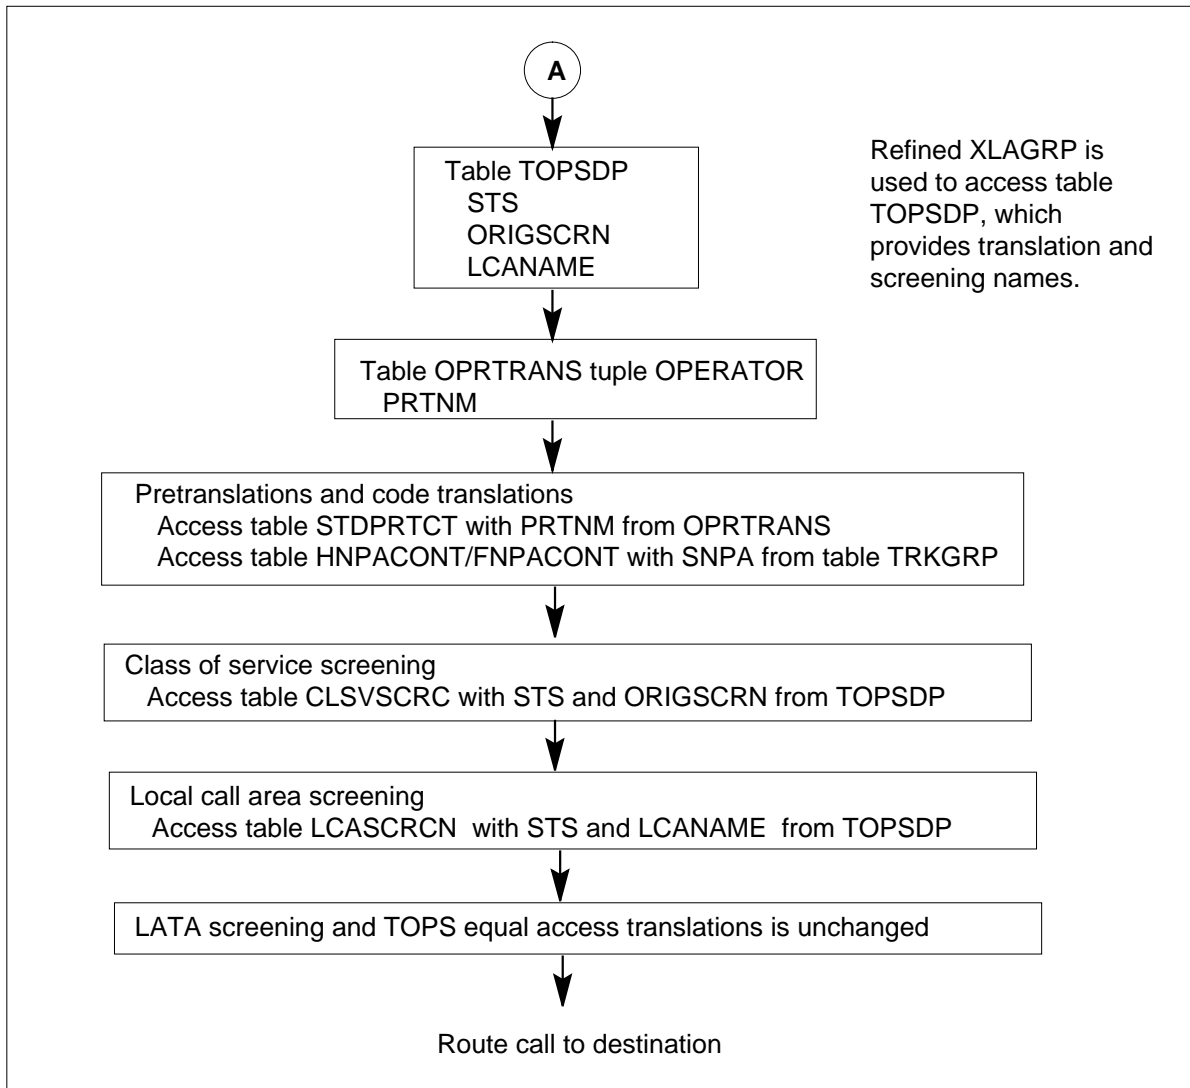 A
Table TOPSDP
STS
ORIGSCRN
LCANAME
Refined XLAGRP is
used to access table
TOPSDP, which
provides translation and
screening names.
Table OPRTRANS tuple OPERATOR
PRTNM
Pretranslations and code translations
Access table STDPRTCT with PRTNM from OPRTRANS
Access table HNPACONT/FNPACONT with SNPA from table TRKGRP
Class of service screening
Access table CLSVSCRC with STS and ORIGSCRN from TOPSDP
Local call area screening
Access table LCASCRCN with STS and LCANAME from TOPSDP
LATA screening and TOPS equal access translations is unchanged
Route call to destination